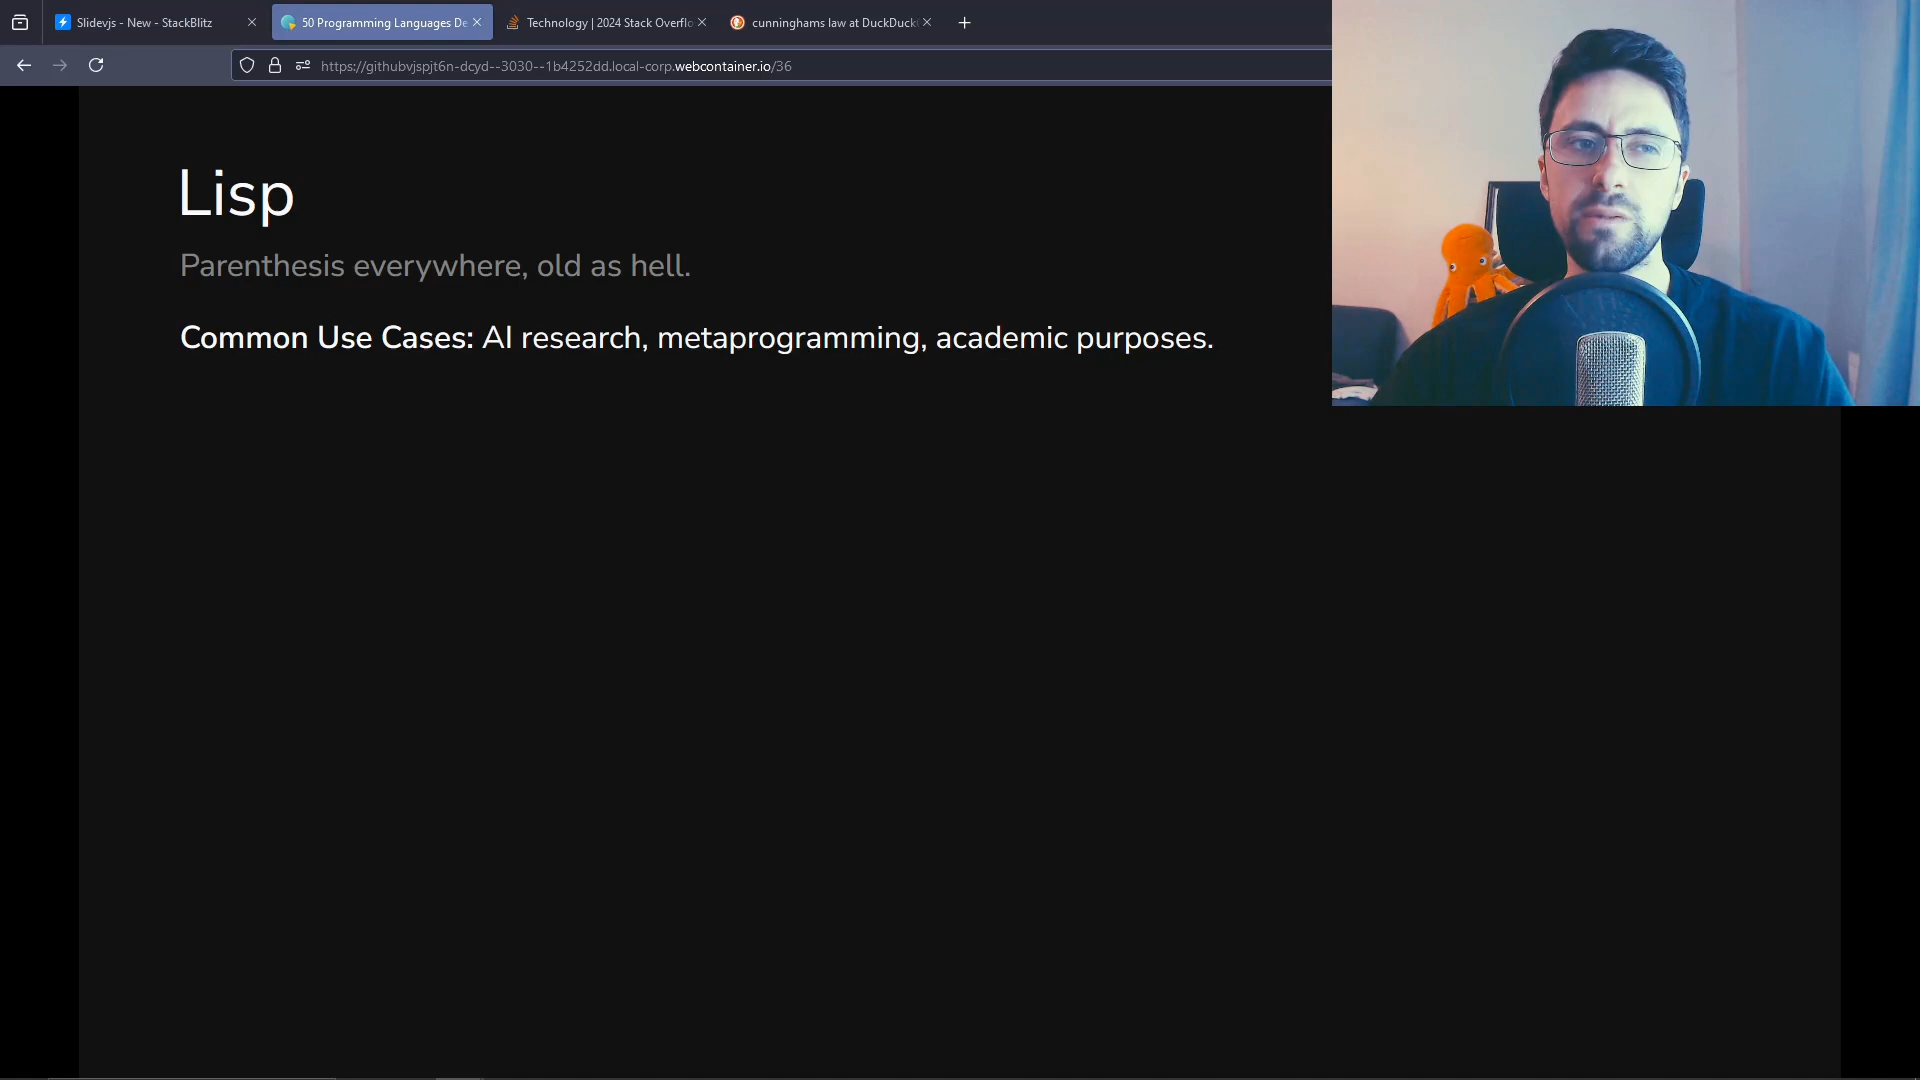 Slidevjs - New - StackBlitz
50 Programming Languages De
Technology | 2024 Stack Overflo
cunninghams law at DuckDuck
https://githubvjspjt6n-dcyd--3030--1b4252dd.local-corp.webcontainer.io/36
Lisp
Parenthesis everywhere, old as hell.
Common Use Cases: AI research, metaprogramming, academic purposes.